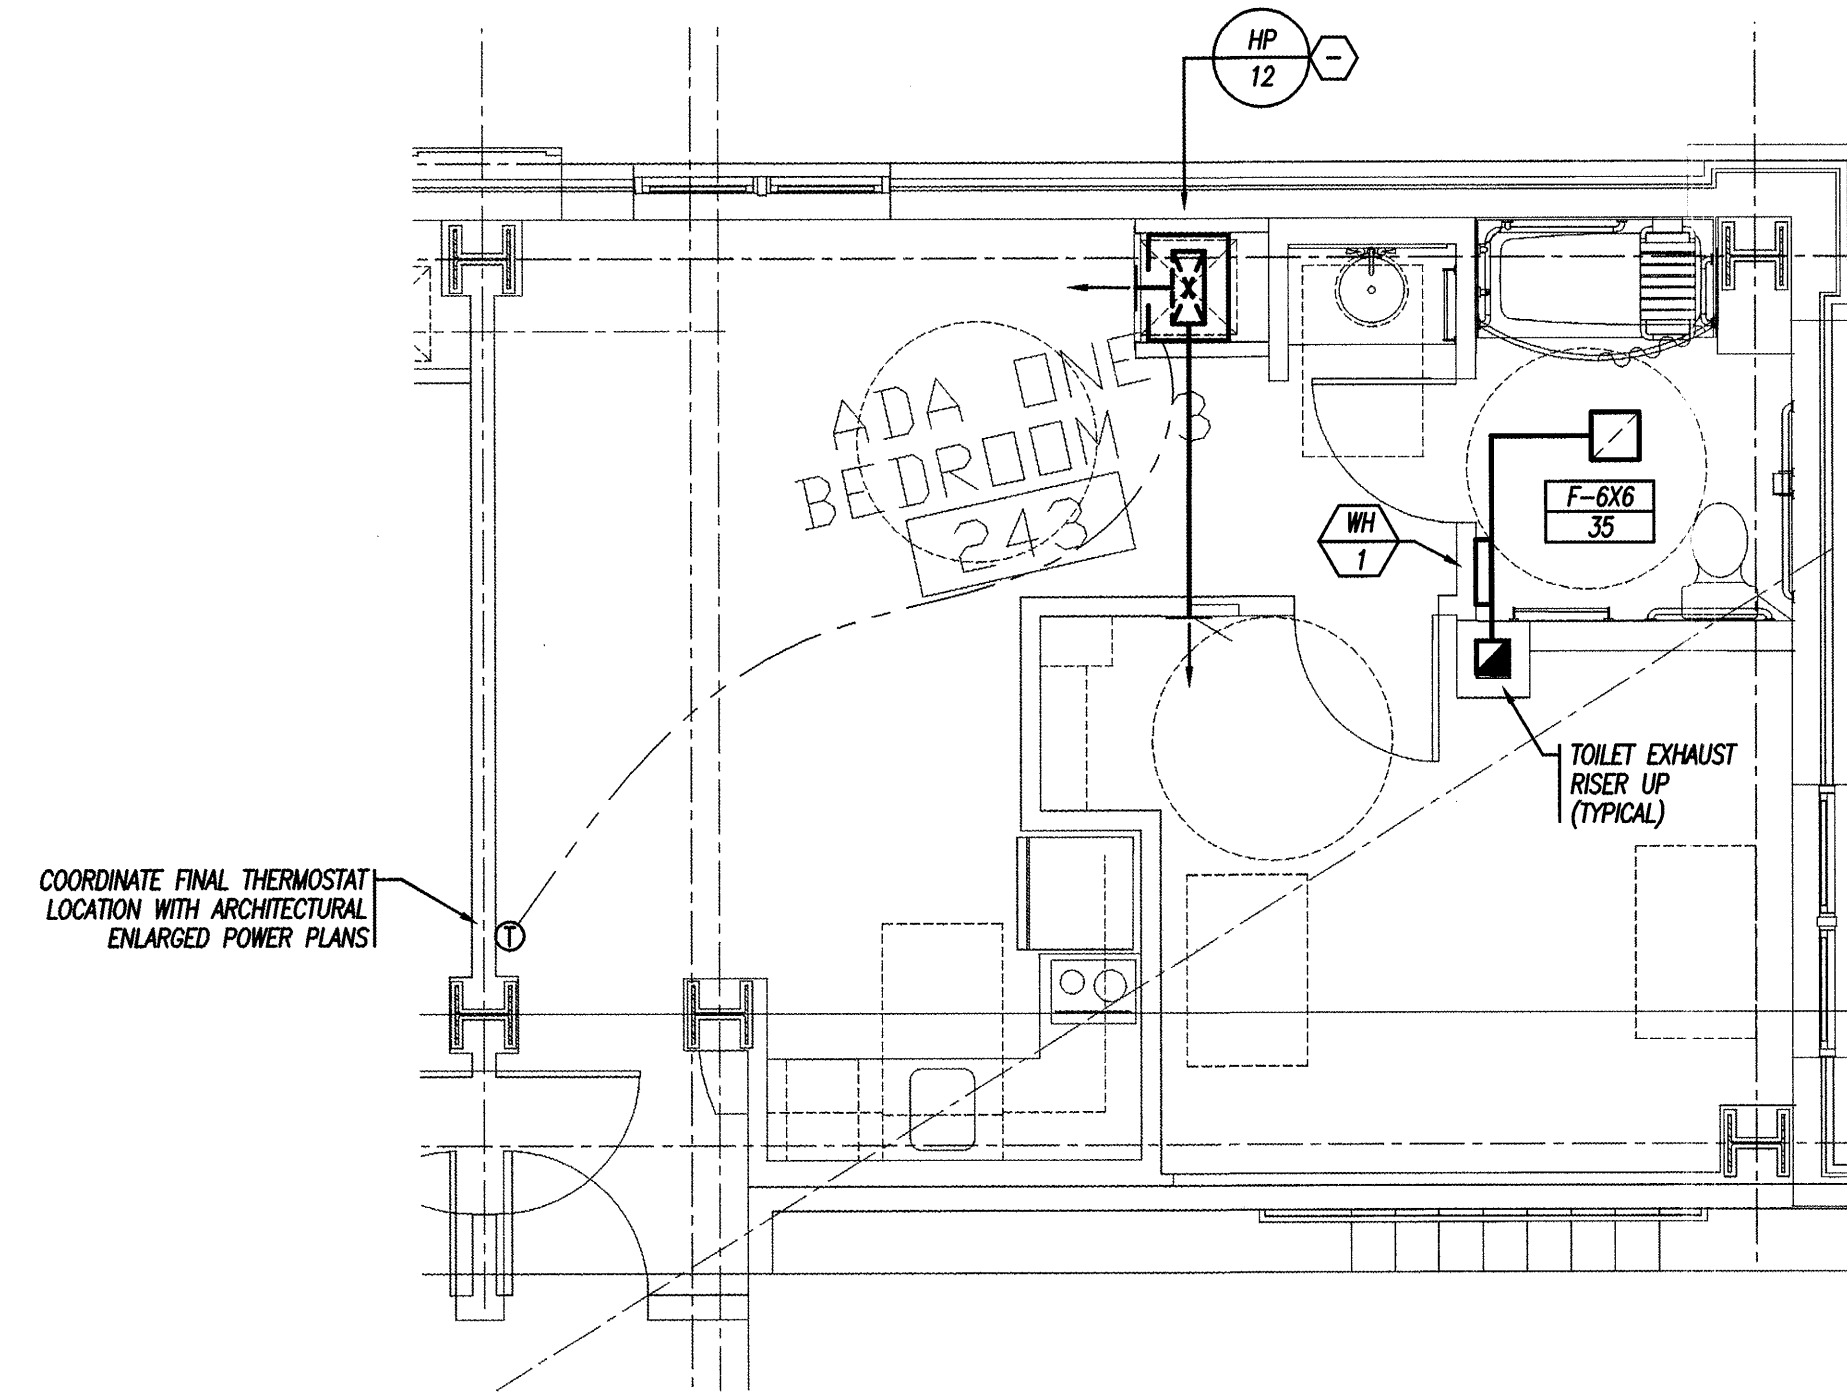 HP
12
-
ADA ONE
BEDROOM
B
243
F-6X6
35
WH
1
TOILET EXHAUST
RISER UP
(TYPICAL)
COORDINATE FINAL THERMOSTAT
LOCATION WITH ARCHITECTURAL
ENLARGED POWER PLANS
T